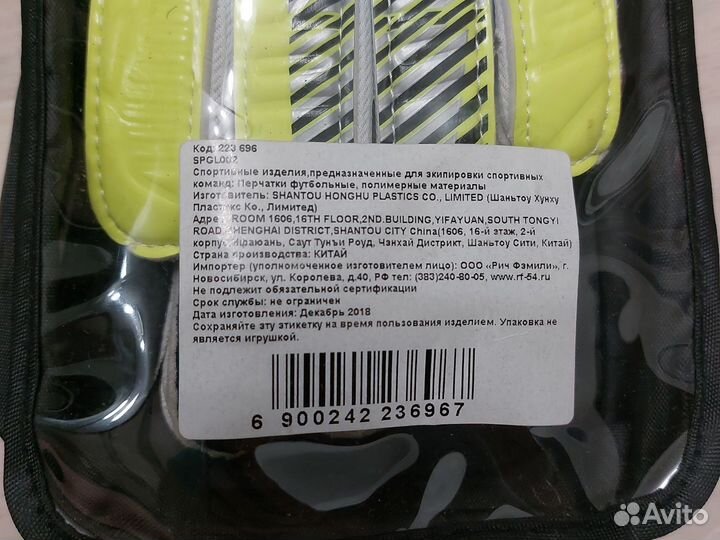 Код: 223 696
SPGL002
Спортивные изделия,предназначенные для экипировки спортивных
команд: Перчатки футбольные, полимерные материалы
Изготовитель: SHANTOU HONGHU PLASTICS CO., LIMITED (Шаньтоу Хунху
Пластикс Ко., Лимитед)
Адрес: ROOM 1606,16TH FLOOR,2ND.BUILDING,YIFAYUAN,SOUTH TONGYI
ROAD,CHENGHAI DISTRICT,SHANTOU CITY China(1606, 16-й этаж, 2-й
корпус, Саут Тунъи Роуд, Чэнхай Дистрикт, Шаньтоу Сити, Китай)
Страна производства: КИТАЙ
Импортер (уполномоченное изготовителем лицо): ООО «Рич Фэмили», г.
Новосибирск, ул. Королева, д.40, РФ тел: (383)240-80-05, www.rf-54.ru
Не подлежит обязательной сертификации
Срок службы: не ограничен
Дата изготовления: Декабрь 2018
Сохраняйте эту этикетку на время пользования изделием. Упаковка не
является игрушкой.
6 900242 236967
Avito